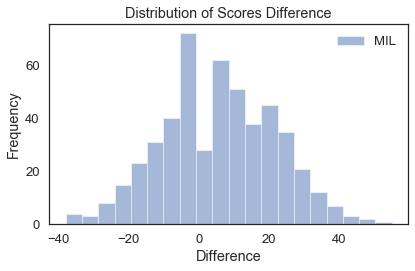 Distribution of Scores Difference
MIL
Frequency
60
40
20
0
−40 −20 0 20 40
Difference